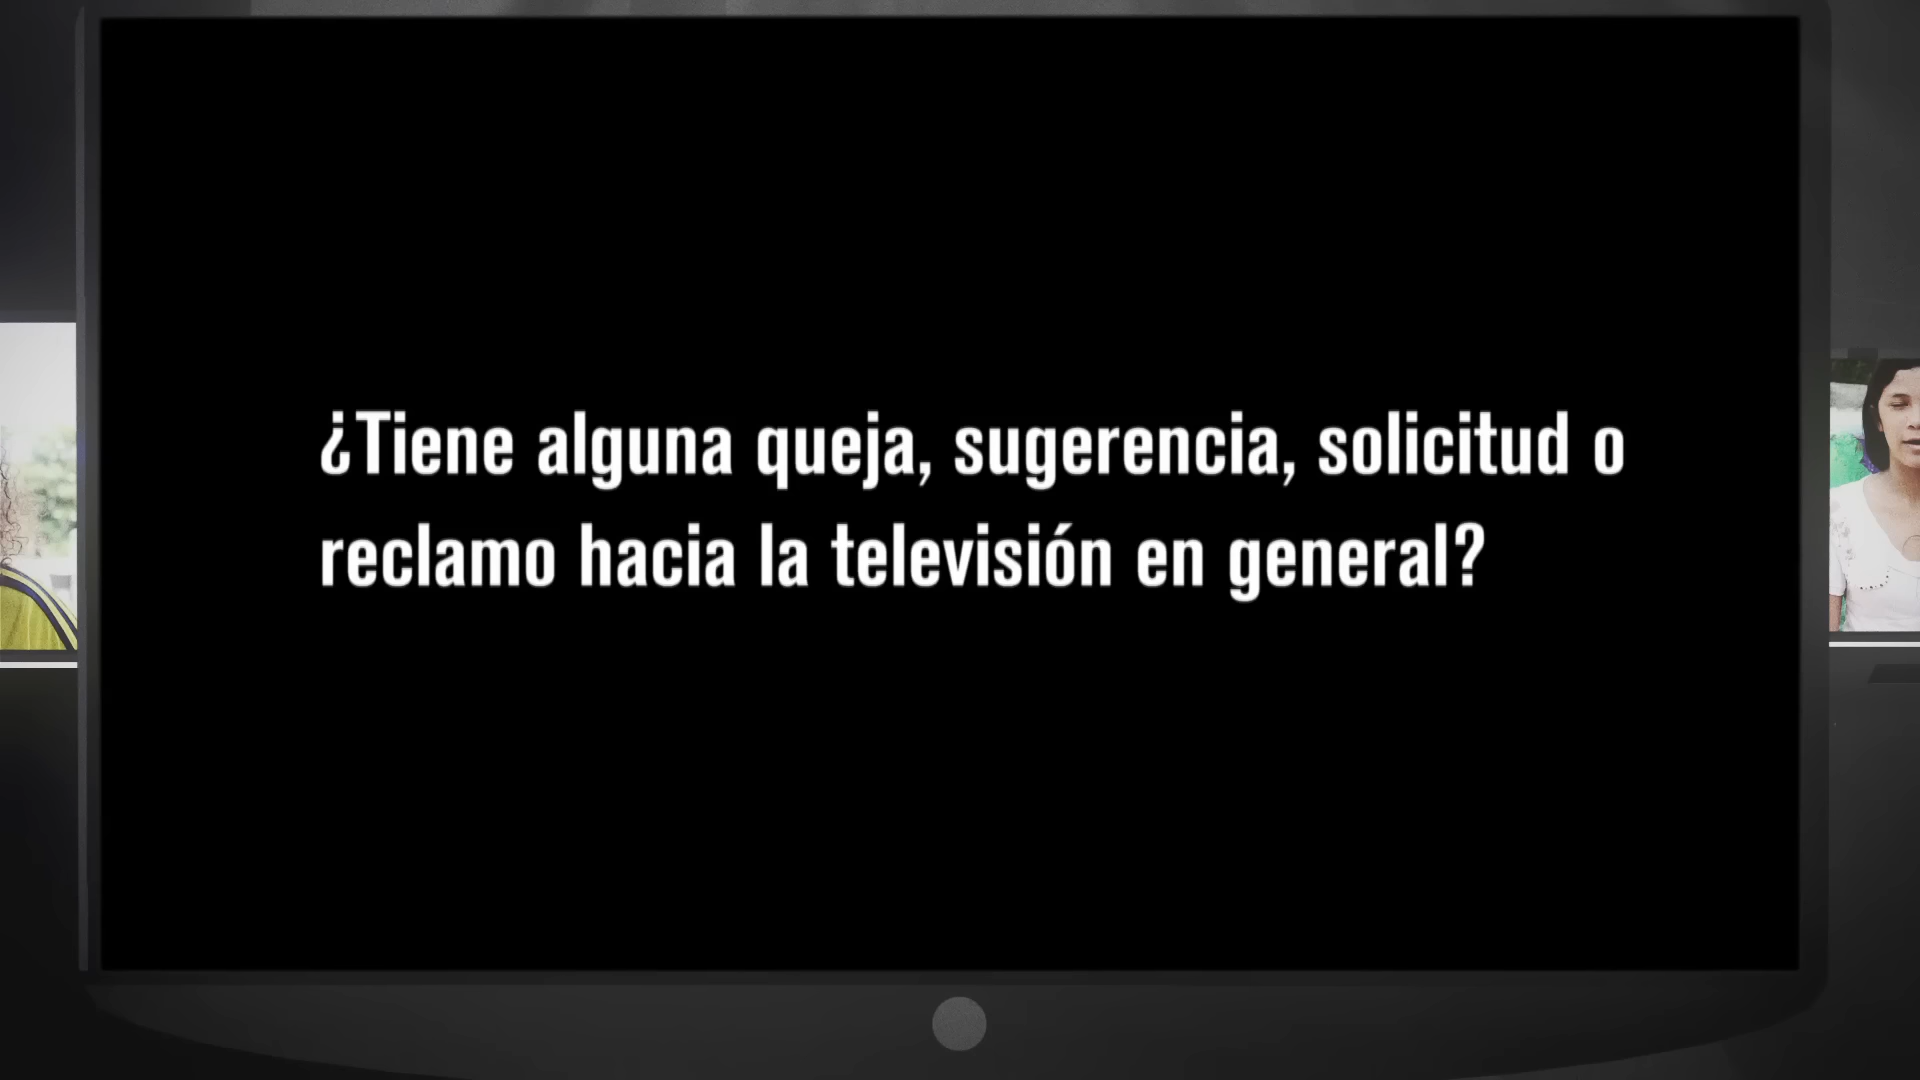 ¿Tiene alguna queja, sugerencia, solicitud o
reclamo hacia la televisión en general?